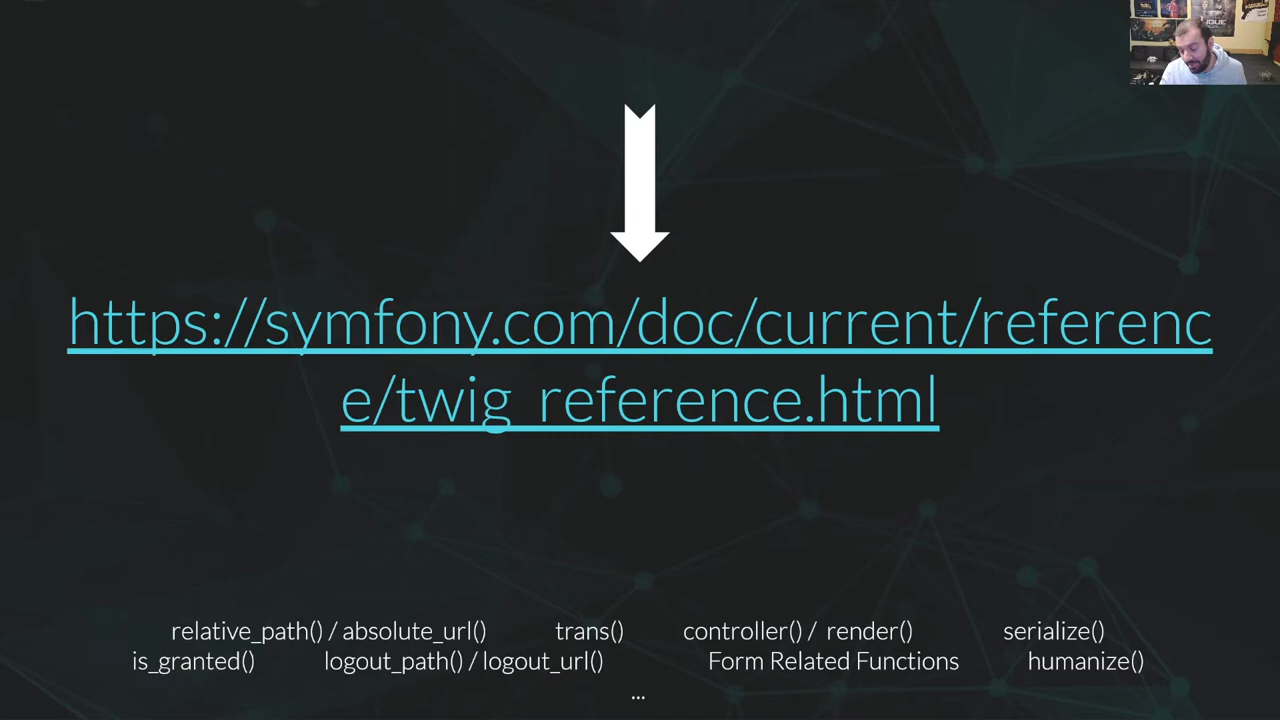 https://symfony.com/doc/current/referenc
e/twig_reference.html
relative_path() / absolute_url() trans() controller() / render() serialize()
is_granted() logout_path() / logout_url() Form Related Functions humanize()
...